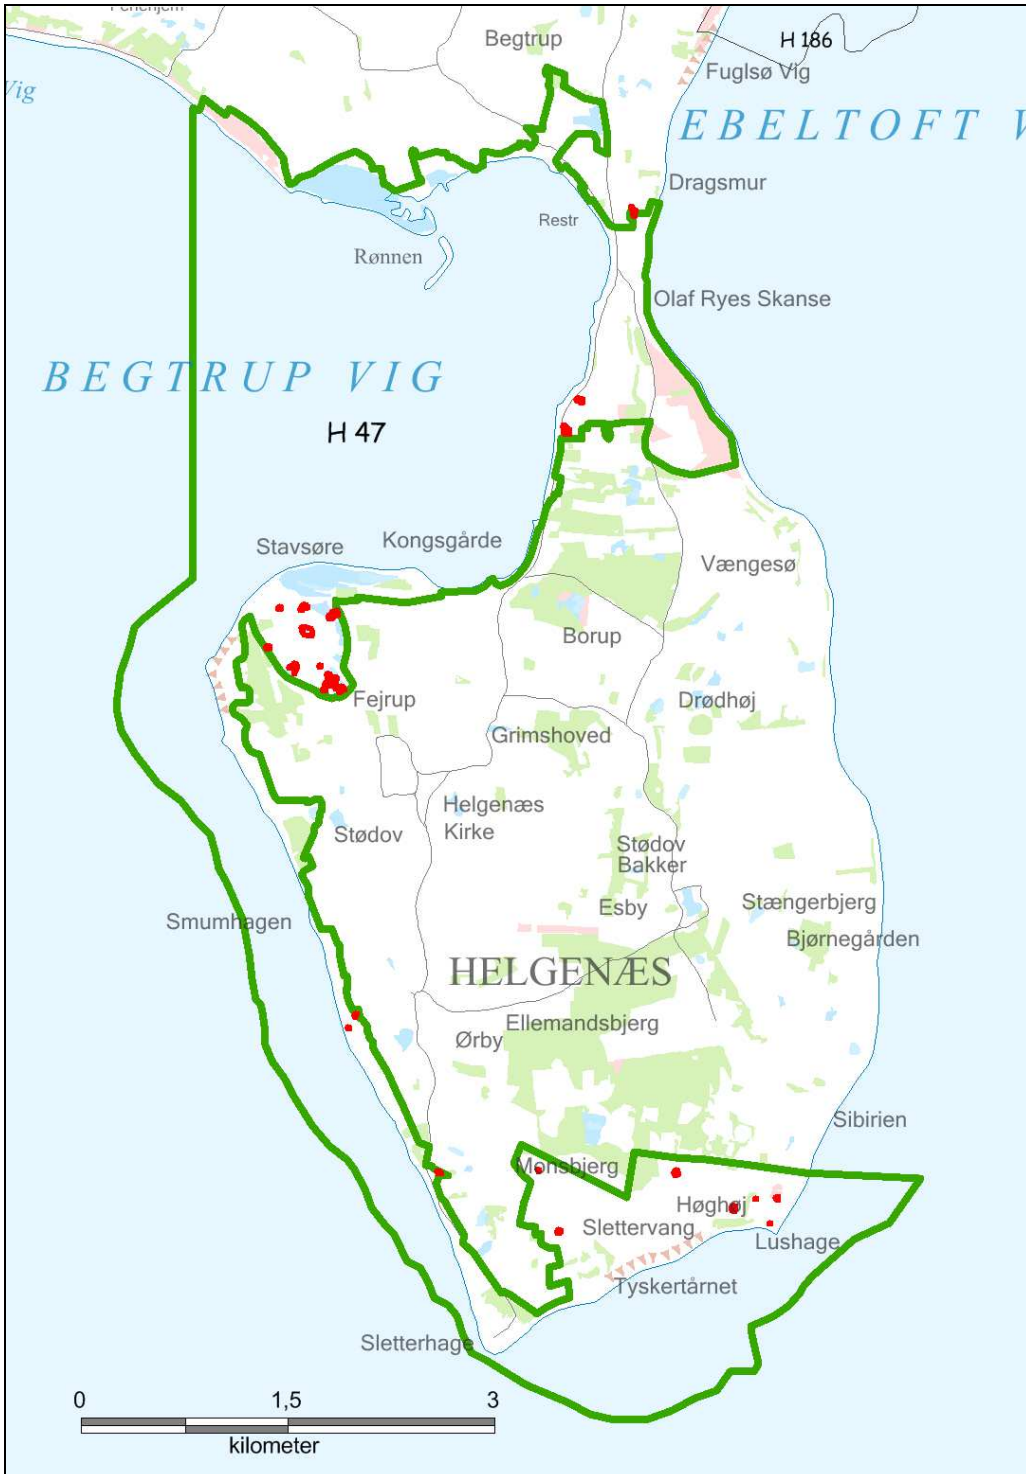 Feriehjem
Begtrup
H 186
Fuglsø Vig
Vig
EBELTOFT V
Dragsmur
Restr
Rønnen
Olaf Ryes Skanse
BEGTRUP VIG
H 47
Stavsøre
Kongsgårde
Vængesø
Borup
Fejrup
Drødhøj
Grimshoved
Helgenæs
Kirke
Stødov
Stødov
Bakker
Esby
Stængerbjerg
Smumhagen
Bjørnegården
HELGENÆS
Ellemandsbjerg
Ørby
Sibirien
Monsbjerg
Høghøj
Slettervang
Lushage
Tyskertårnet
Sletterhage
0 1,5 3
kilometer